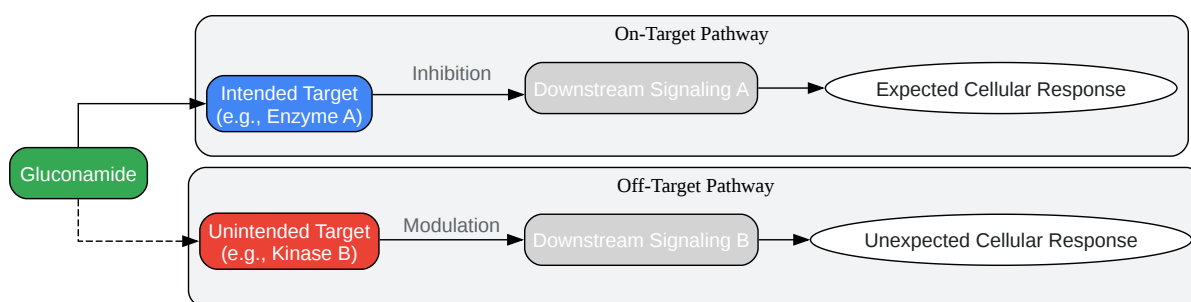 On-Target Pathway
Intended Target
(e.g., Enzyme A)
Inhibition
Downstream Signaling A
Expected Cellular Response
Gluconamide
Off-Target Pathway
Unintended Target
(e.g., Kinase B)
Modulation
Downstream Signaling B
Unexpected Cellular Response